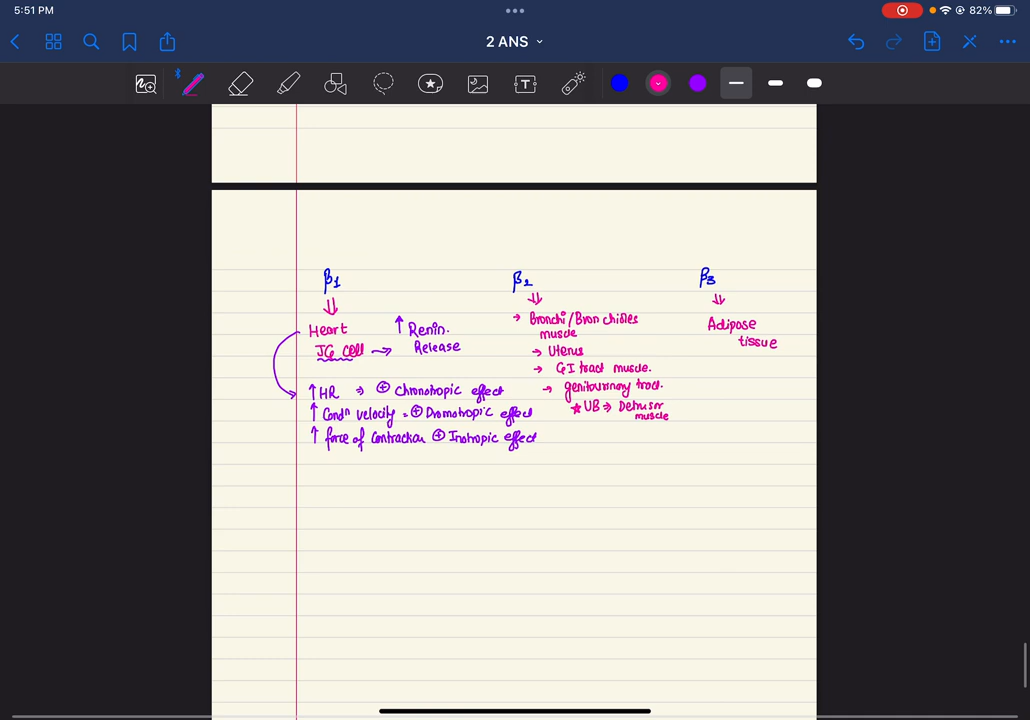 5:51 PM
82%
2 ANS
T
β1
Heart
JG cell
↑ Renin.
Release
↑ HR ⇒ ⊕ Chronotropic effect
↑ Condn velocity = ⊕ Dromotropic effect
↑ force of contraction ⊕ Inotropic effect
β2
→ Bronchi/Bronchioles
muscle
→ Uterus
→ GI tract muscle.
→ genitourinary tract.
★ UB ⇒ Detrusor
muscle
β3
Adipose
tissue